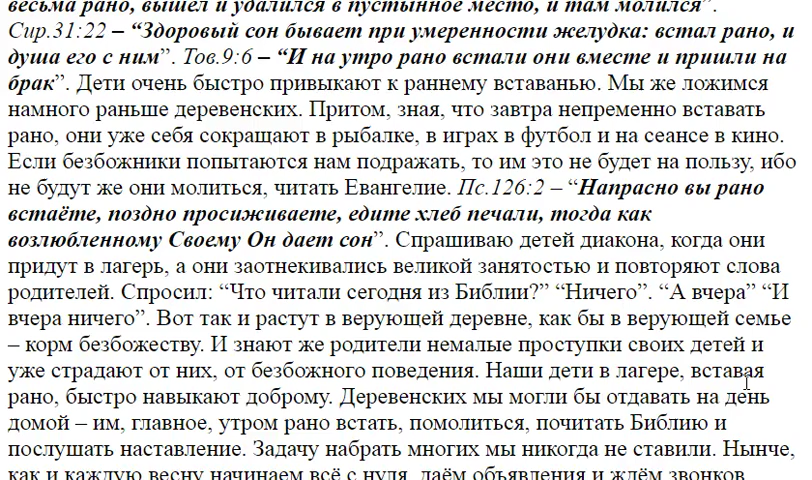 весьма рано, вышел и удалился в пустынное место, и там молился”.
Сир.31:22 – “Здоровый сон бывает при умеренности желудка: встал рано, и
душа его с ним”. Тов.9:6 – “И на утро рано встали они вместе и пришли на
брак”. Дети очень быстро привыкают к раннему вставанью. Мы же ложимся
намного раньше деревенских. Притом, зная, что завтра непременно вставать
рано, они уже себя сокращают в рыбалке, в играх в футбол и на сеансе в кино.
Если безбожники попытаются нам подражать, то им это не будет на пользу, ибо
не будут же они молиться, читать Евангелие. Пс.126:2 – “Напрасно вы рано
встаёте, поздно просиживаете, едите хлеб печали, тогда как
возлюбленному Своему Он дает сон”. Спрашиваю детей диакона, когда они
придут в лагерь, а они заотнекивались великой занятостью и повторяют слова
родителей. Спросил: “Что читали сегодня из Библии?” “Ничего”. “А вчера” “И
вчера ничего”. Вот так и растут в верующей деревне, как бы в верующей семье
– корм безбожеству. И знают же родители немалые проступки своих детей и
уже страдают от них, от безбожного поведения. Наши дети в лагере, вставая
рано, быстро навыкают доброму. Деревенских мы могли бы отдавать на день
домой – им, главное, утром рано встать, помолиться, почитать Библию и
послушать наставление. Задачу набрать многих мы никогда не ставили. Нынче,
как и каждую весну начинаем всё с нуля, даём объявления и ждём звонков